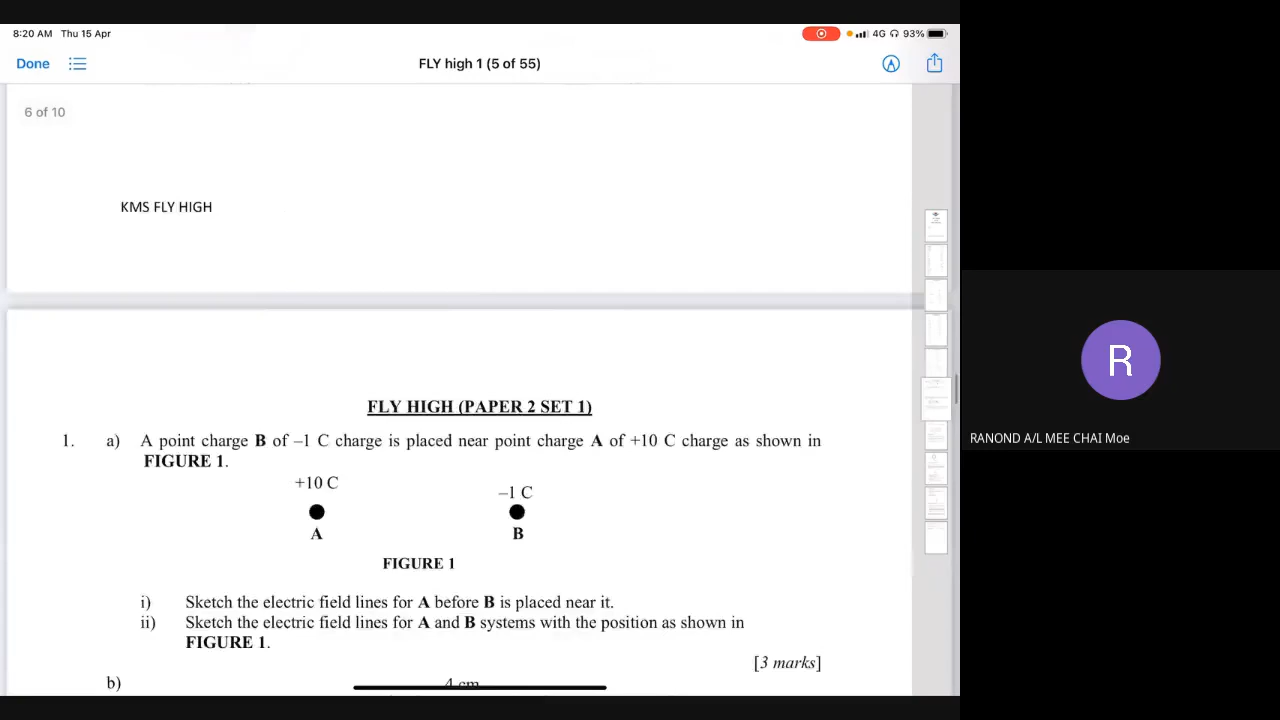 8:20 AM Thu 15 Apr
4G 93%
Done
FLY high 1 (5 of 55)
6 of 10
KMS FLY HIGH
FLY HIGH (PAPER 2 SET 1)
1. a) A point charge B of –1 C charge is placed near point charge A of +10 C charge as shown in
FIGURE 1.
+10 C
–1 C
A
B
FIGURE 1
i) Sketch the electric field lines for A before B is placed near it.
ii) Sketch the electric field lines for A and B systems with the position as shown in
FIGURE 1.
[3 marks]
b)
4 cm
R
RANOND A/L MEE CHAI Moe